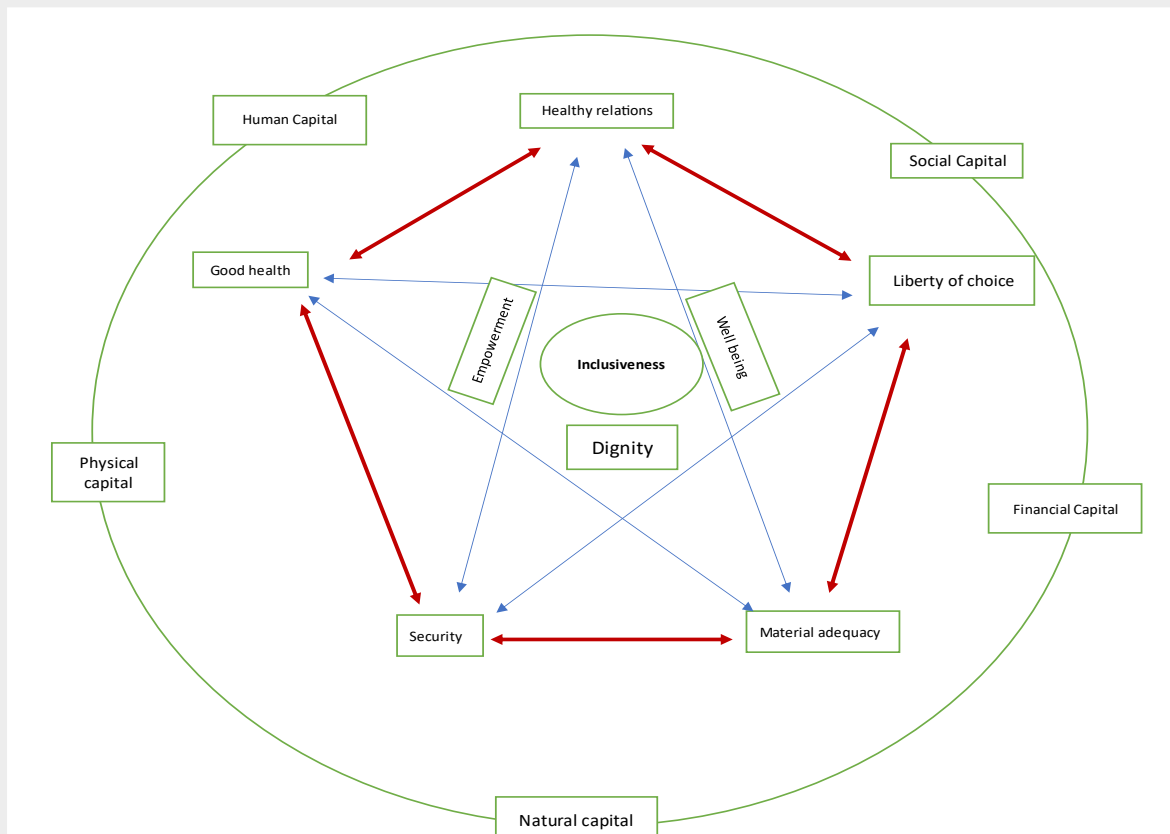 Healthy relations
Human Capital
Social Capital
Good health
Liberty of choice
Empowerment
Well being
Inclusiveness
Dignity
Physical
capital
Financial Capital
Security
Material adequacy
Natural capital